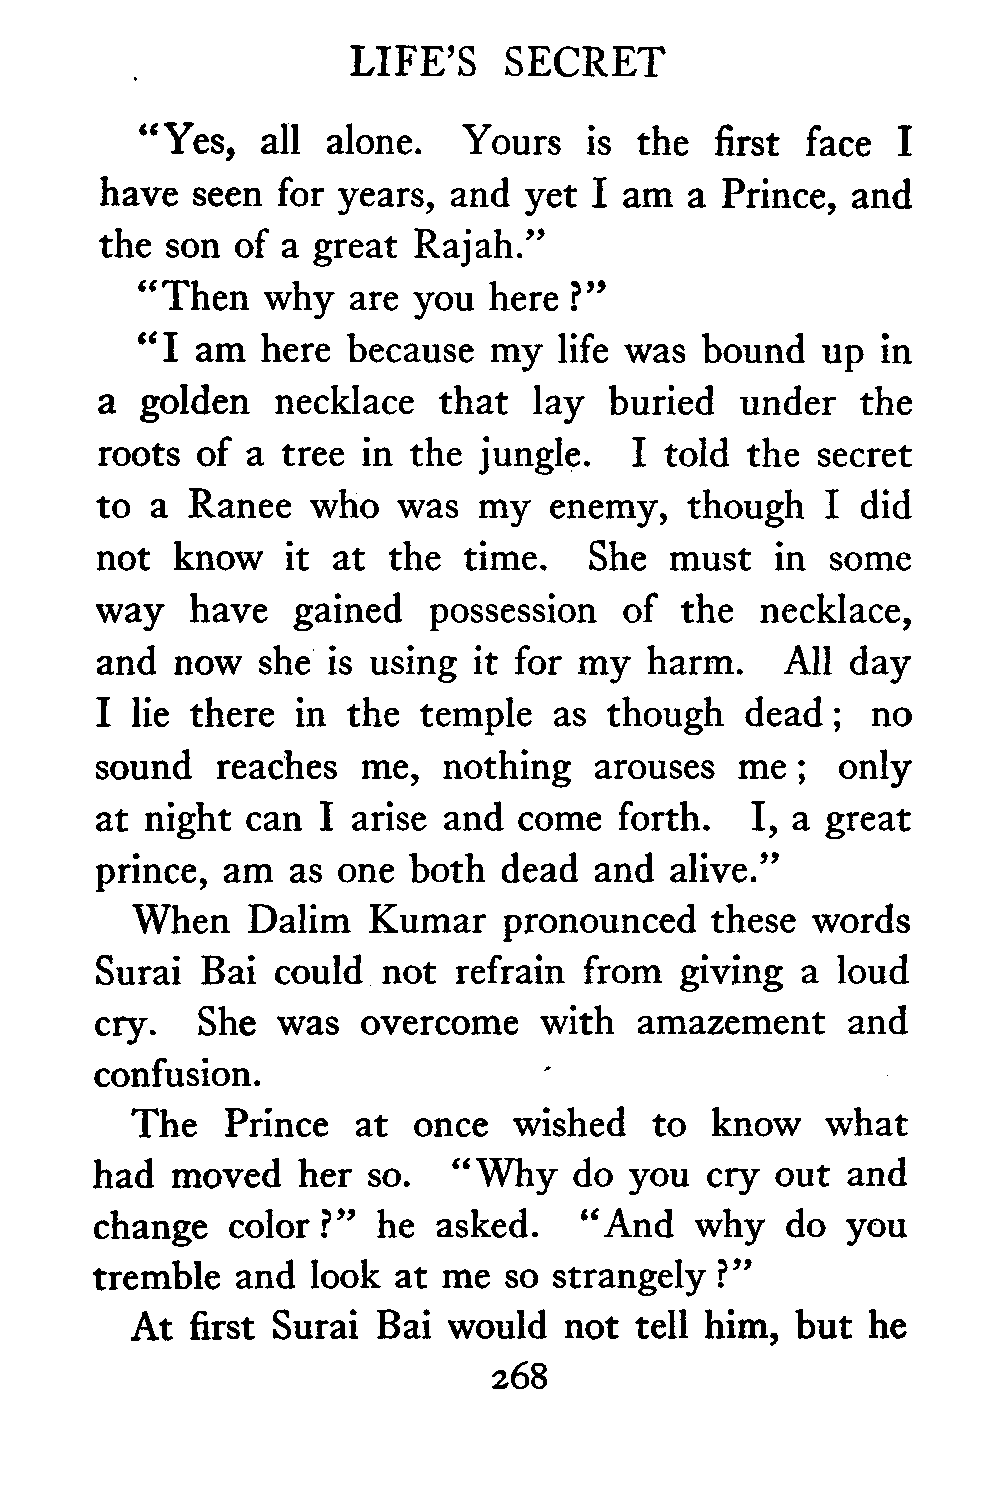 LIFE'S SECRET
“Yes, all alone. Yours is the first face I
have seen for years, and yet I am a Prince, and
the son of a great Rajah.”
“Then why are you here ?”
“I am here because my life was bound up in
a golden necklace that lay buried under the
roots of a tree in the jungle. I told the secret
to a Ranee who was my enemy, though I did
not know it at the time. She must in some
way have gained possession of the necklace,
and now she is using it for my harm. All day
I lie there in the temple as though dead ; no
sound reaches me, nothing arouses me ; only
at night can I arise and come forth. I, a great
prince, am as one both dead and alive.”
When Dalim Kumar pronounced these words
Surai Bai could not refrain from giving a loud
cry. She was overcome with amazement and
confusion.
The Prince at once wished to know what
had moved her so. “Why do you cry out and
change color ?” he asked. “And why do you
tremble and look at me so strangely ?”
At first Surai Bai would not tell him, but he
268